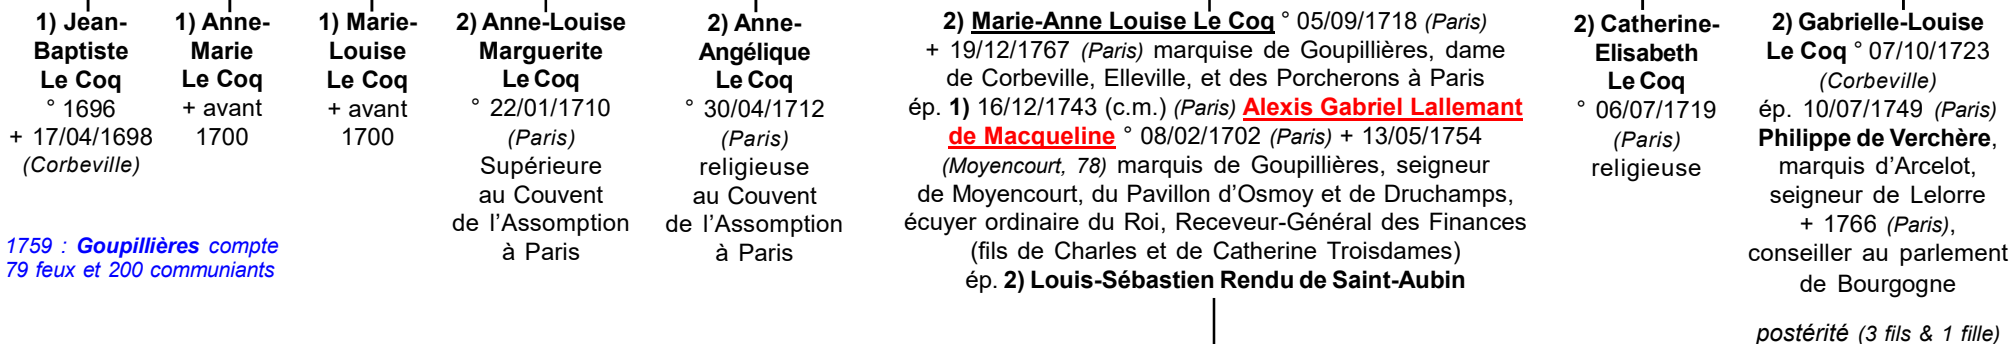 1) Jean-
Baptiste
Le Coq
° 1696
+ 17/04/1698
(Corbeville)
1) Anne-
Marie
Le Coq
+ avant
1700
1) Marie-
Louise
Le Coq
+ avant
1700
2) Anne-Louise
Marguerite
Le Coq
° 22/01/1710
(Paris)
Supérieure
au Couvent
de l’Assomption
à Paris
2) Anne-
Angélique
Le Coq
° 30/04/1712
(Paris)
religieuse
au Couvent
de l’Assomption
à Paris
2) Marie-Anne Louise Le Coq ° 05/09/1718 (Paris)
+ 19/12/1767 (Paris) marquise de Goupillières, dame
de Corbeville, Elleville, et des Porcherons à Paris
ép. 1) 16/12/1743 (c.m.) (Paris) Alexis Gabriel Lallemant
de Macqueline ° 08/02/1702 (Paris) + 13/05/1754
(Moyencourt, 78) marquis de Goupillières, seigneur
de Moyencourt, du Pavillon d’Osmoy et de Druchamps,
écuyer ordinaire du Roi, Receveur-Général des Finances
(fils de Charles et de Catherine Troisdames)
ép. 2) Louis-Sébastien Rendu de Saint-Aubin
2) Catherine-
Elisabeth
Le Coq
° 06/07/1719
(Paris)
religieuse
2) Gabrielle-Louise
Le Coq ° 07/10/1723
(Corbeville)
ép. 10/07/1749 (Paris)
Philippe de Verchère,
marquis d’Arcelot,
seigneur de Lelorre
+ 1766 (Paris),
conseiller au parlement
de Bourgogne
postérité (3 fils & 1 fille)
1759 : Goupillières compte
79 feux et 200 communiants